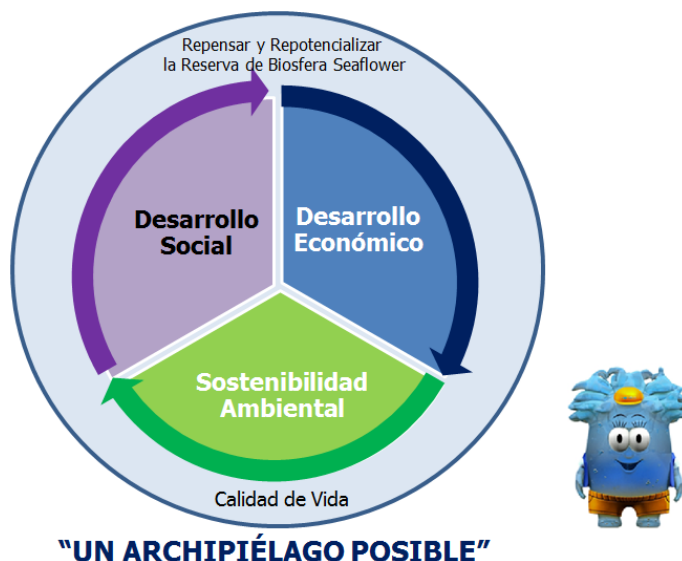 Repensar y Repotencializar
la Reserva de Biosfera Seaflower
Desarrollo
Social
Desarrollo
Económico
Sostenibilidad
Ambiental
Calidad de Vida
“UN ARCHIPIÉLAGO POSIBLE”